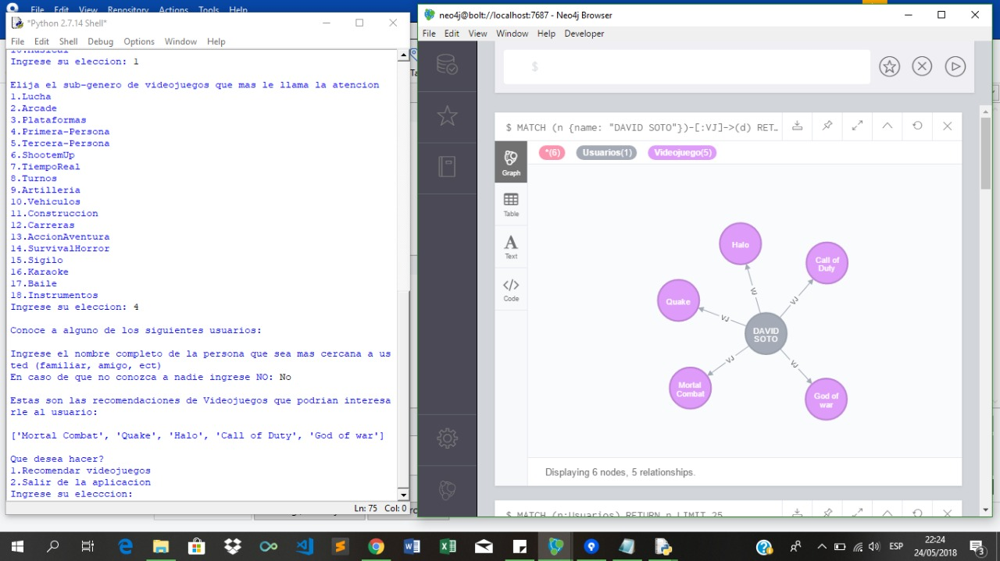 File Edit View Repository Actions Tools Help
*Python 2.7.14 Shell*
File Edit Shell Debug Options Window Help
10.Musical
Ingrese su eleccion: 1
Elija el sub-genero de videojuegos que mas le llama la atencion
1.Lucha
2.Arcade
3.Plataformas
4.Primera-Persona
5.Tercera-Persona
6.ShootemUp
7.TiempoReal
8.Turnos
9.Artilleria
10.Vehiculos
11.Construccion
12.Carreras
13.AccionAventura
14.SurvivalHorror
15.Sigilo
16.Karaoke
17.Baile
18.Instrumentos
Ingrese su eleccion: 4
Conoce a alguno de los siguientes usuarios:
Ingrese el nombre completo de la persona que sea mas cercana a us
ted (familiar, amigo, ect)
En caso de que no conozca a nadie ingrese NO: No
Estas son las recomendaciones de Videojuegos que podrian interesa
rle al usuario:
['Mortal Combat', 'Quake', 'Halo', 'Call of Duty', 'God of war']
Que desea hacer?
1.Recomendar videojuegos
2.Salir de la aplicacion
Ingrese su elecccion:
Ln: 75 Col: 0
neo4j@bolt://localhost:7687 - Neo4j Browser
File Edit View Window Help Developer
$
$ MATCH (n {name: "DAVID SOTO"})-[:VJ]->(d) RET…
*(6) Usuarios(1) Videojuego(5)
Graph
Table
Text
Code
Halo
Call of
Duty
Quake
DAVID
SOTO
Mortal
Combat
God of
war
VJ
VJ
VJ
VJ
VJ
Displaying 6 nodes, 5 relationships.
$ MATCH (n:Usuarios) RETURN n LIMIT 25
ESP
22:24
24/05/2018
3